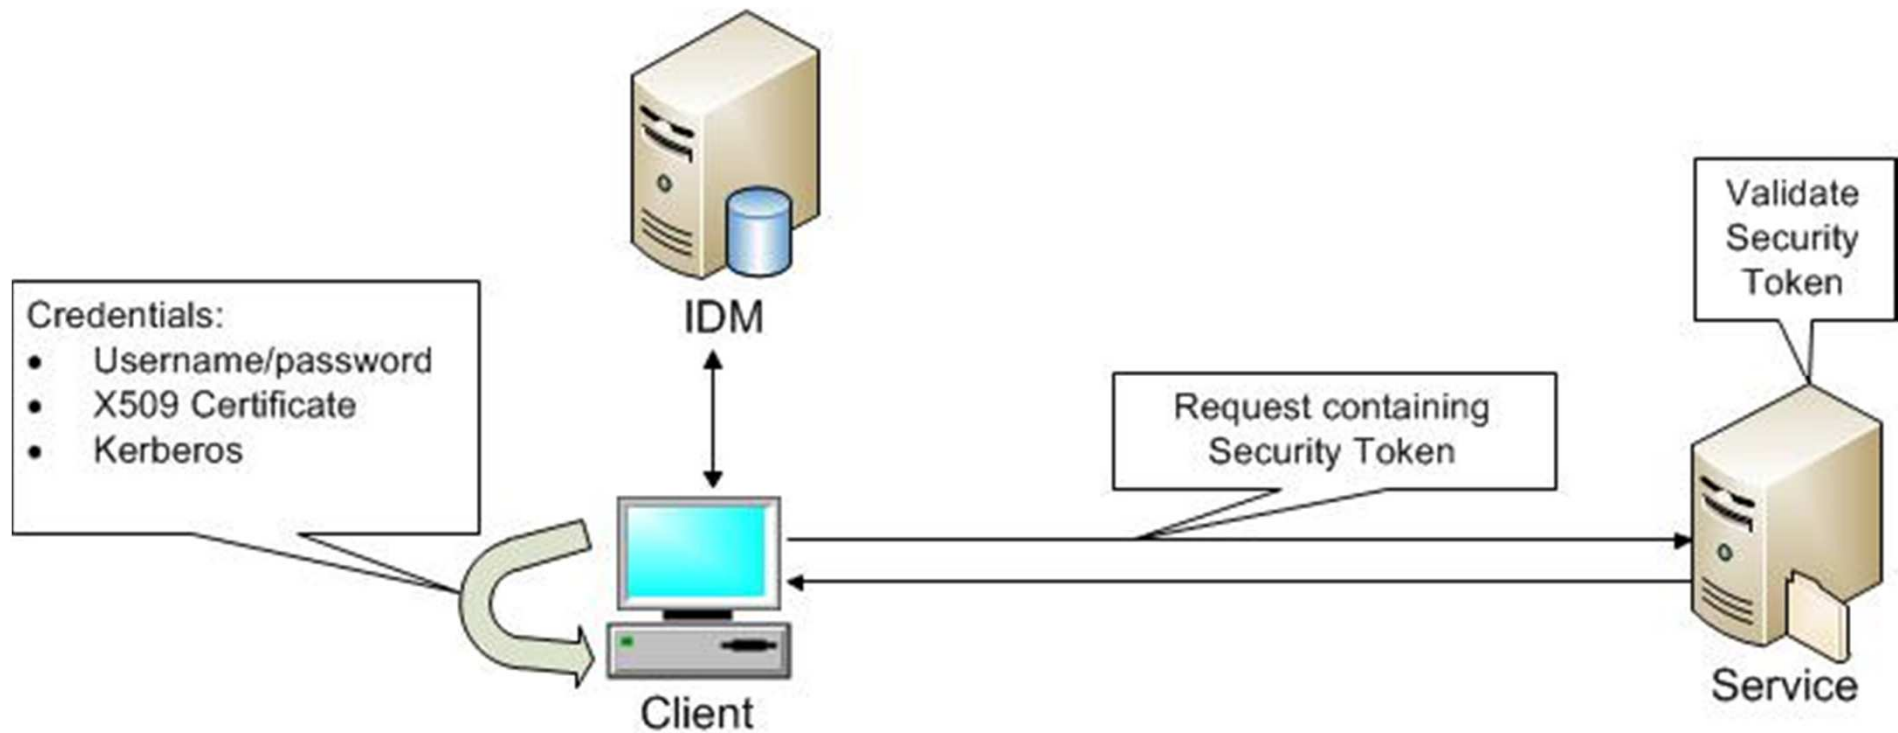 IDM
Credentials:
• Username/password
• X509 Certificate
• Kerberos
Client
Request containing
Security Token
Validate
Security
Token
Service